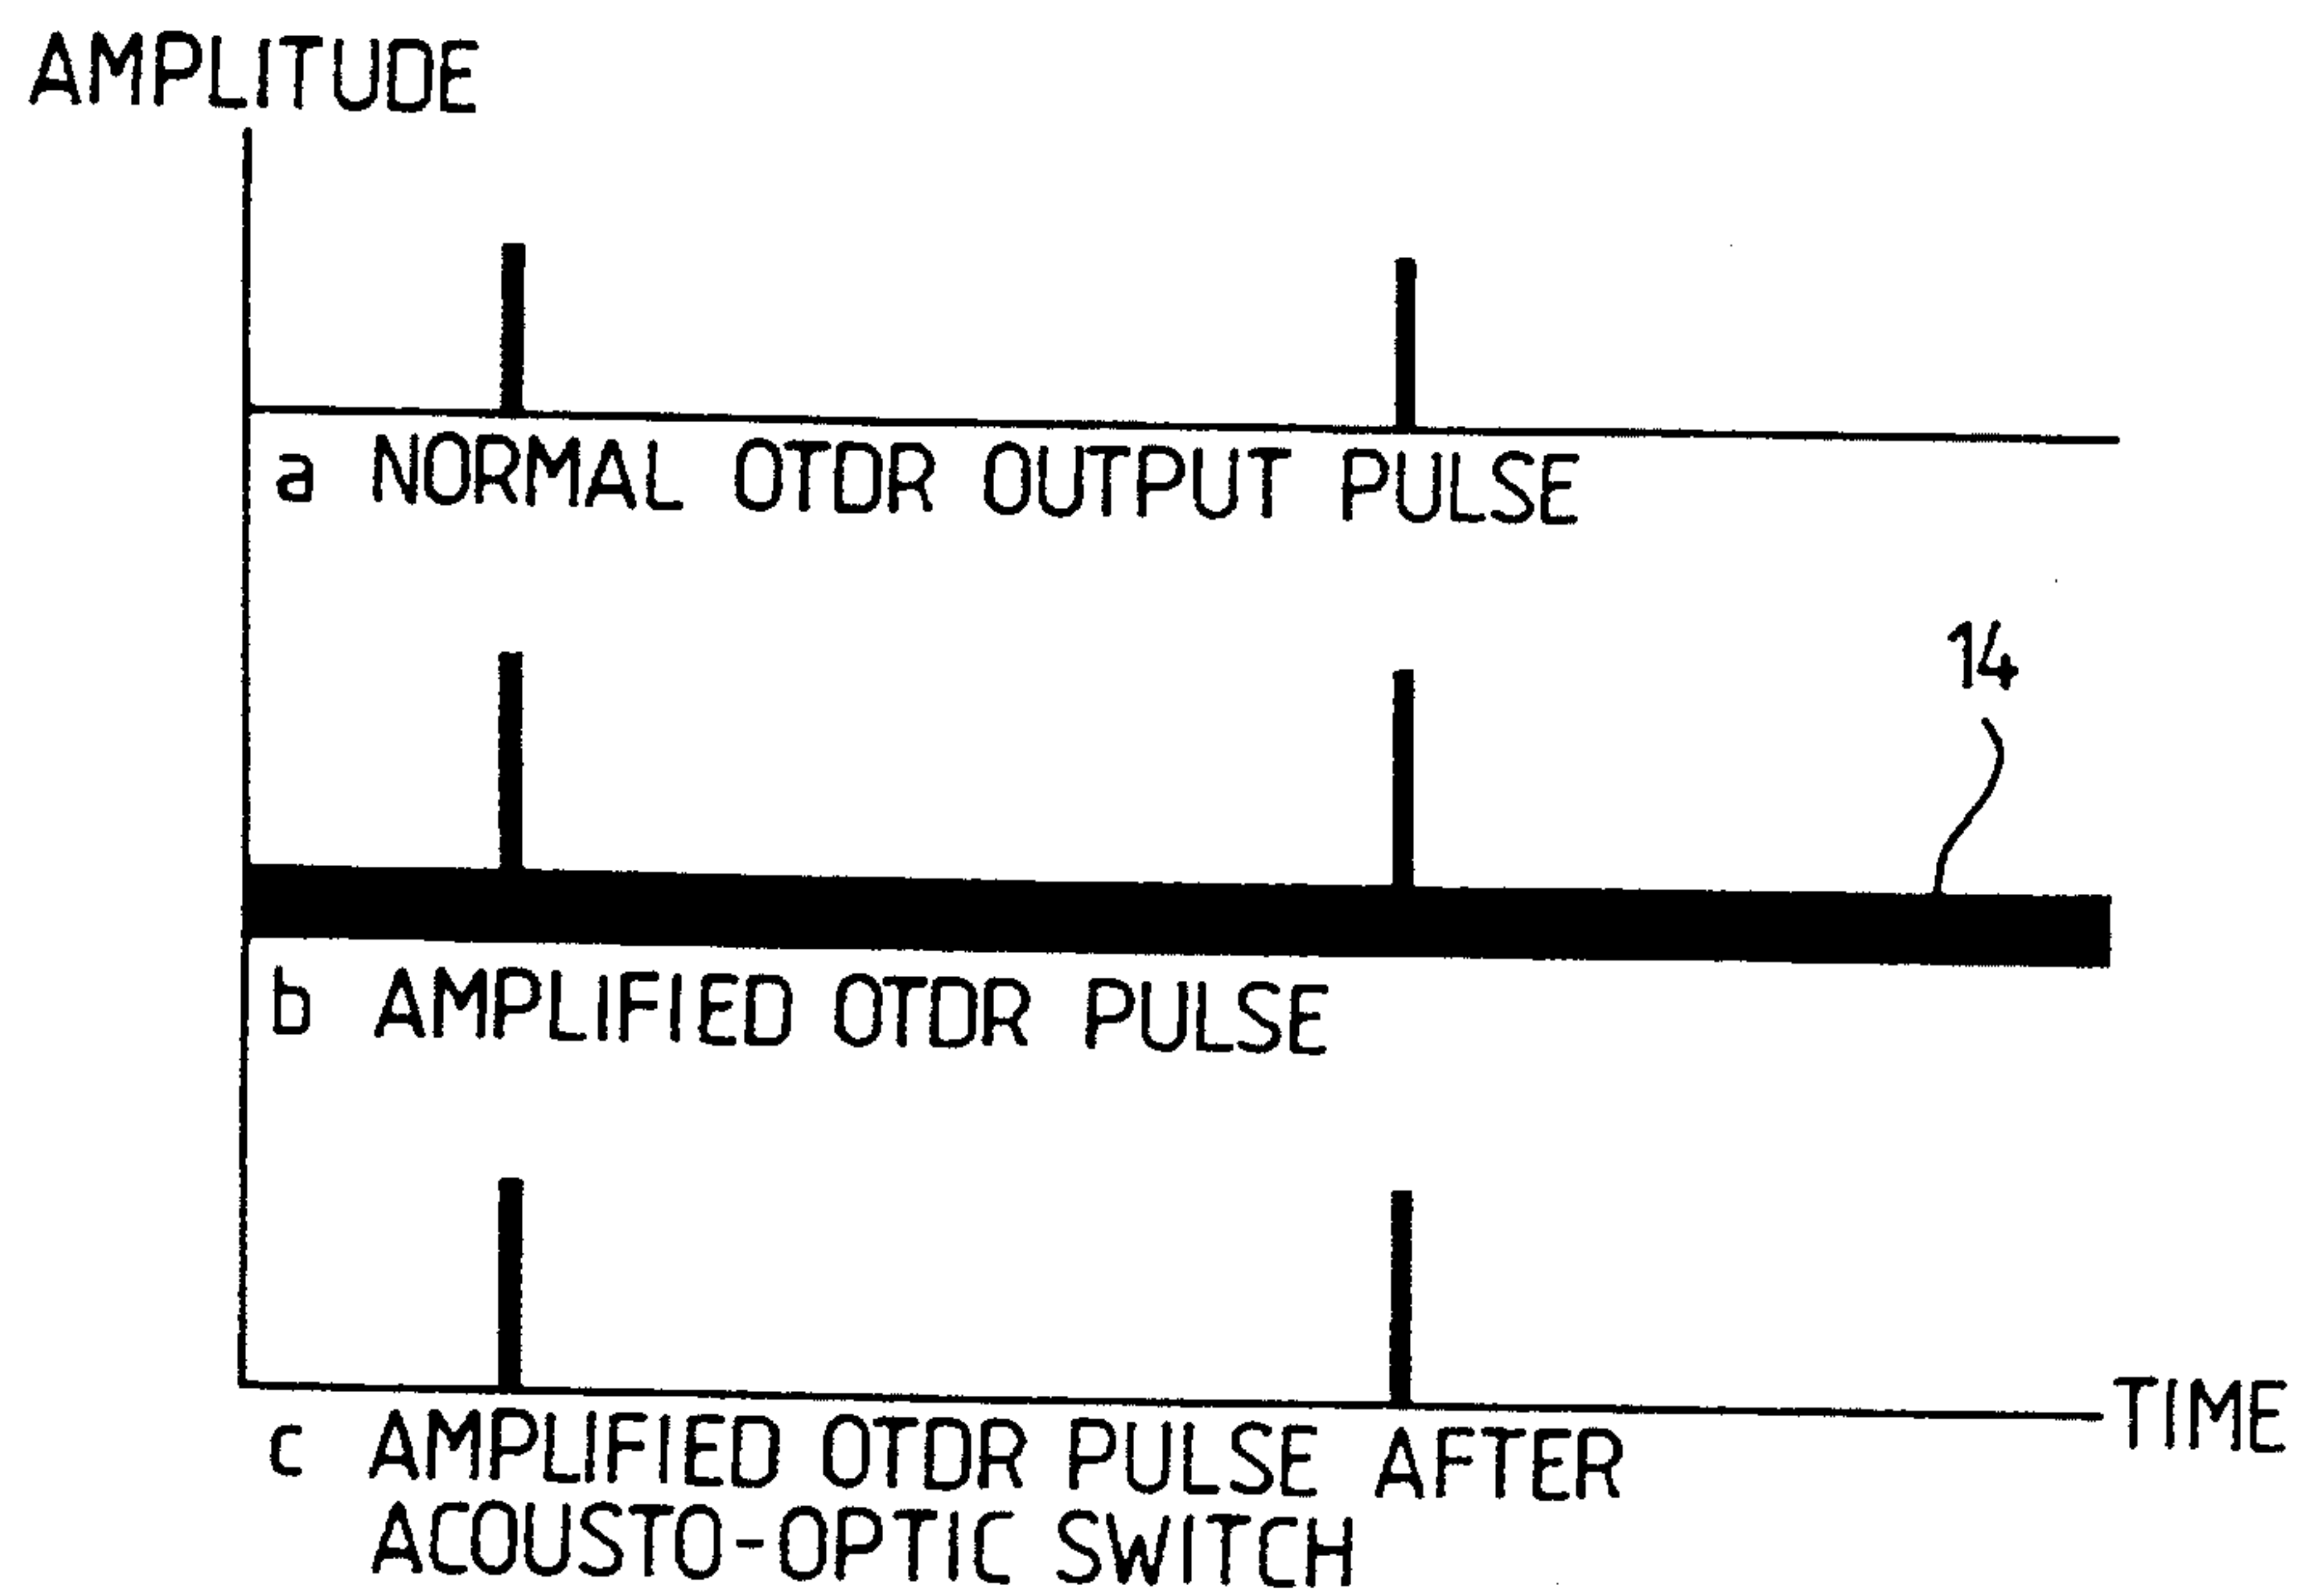 AMPLITUDE
a NORMAL OTDR OUTPUT PULSE
14
b AMPLIFIED OTDR PULSE
TIME
c AMPLIFIED OTDR PULSE AFTER
ACOUSTO-OPTIC SWITCH